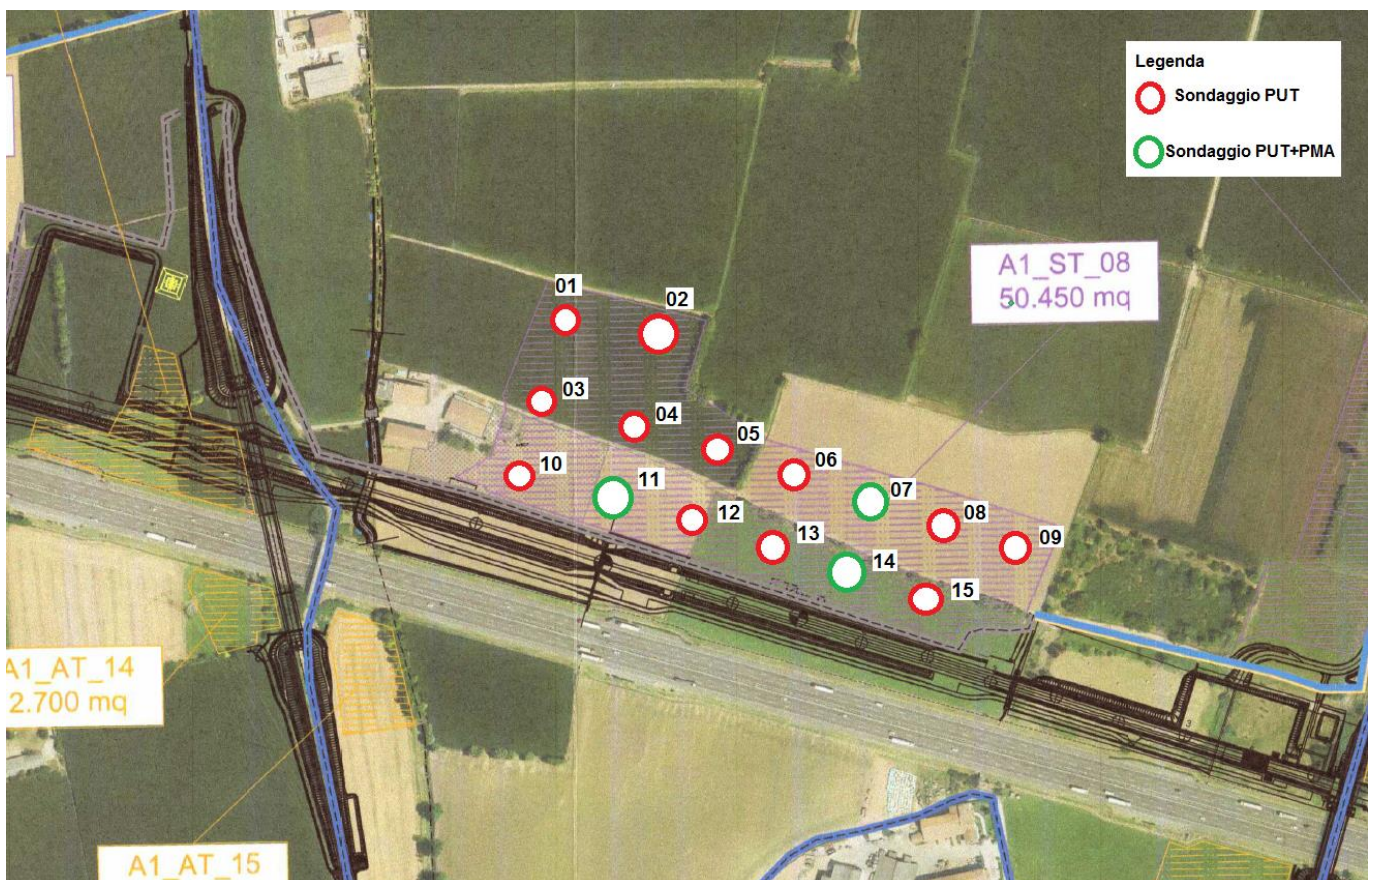 Legenda
Sondaggio PUT
Sondaggio PUT+PMA
A1_ST_08
50.450 mq
01
02
03
04
05
06
07
08
09
10
11
12
13
14
15
A1_AT_14
2.700 mq
A1_AT_15